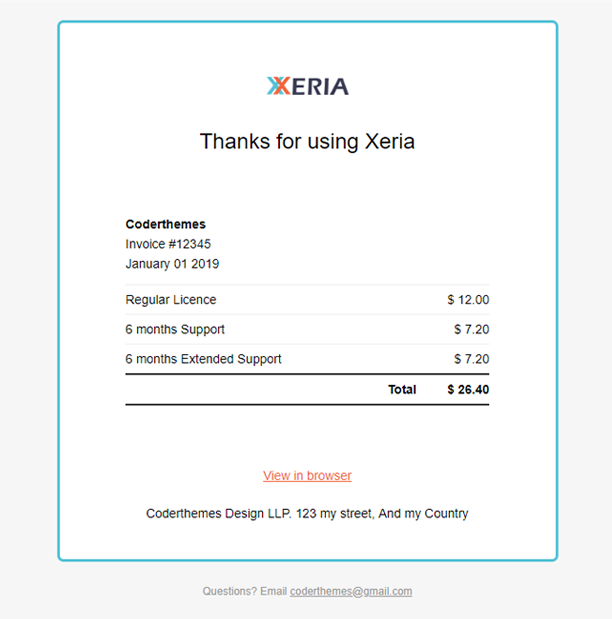 XERIA
Thanks for using Xeria
Coderthemes
Invoice #12345
January 01 2019
Regular Licence $ 12.00
6 months Support $ 7.20
6 months Extended Support $ 7.20
Total $ 26.40
View in browser
Coderthemes Design LLP. 123 my street, And my Country
Questions? Email coderthemes@gmail.com